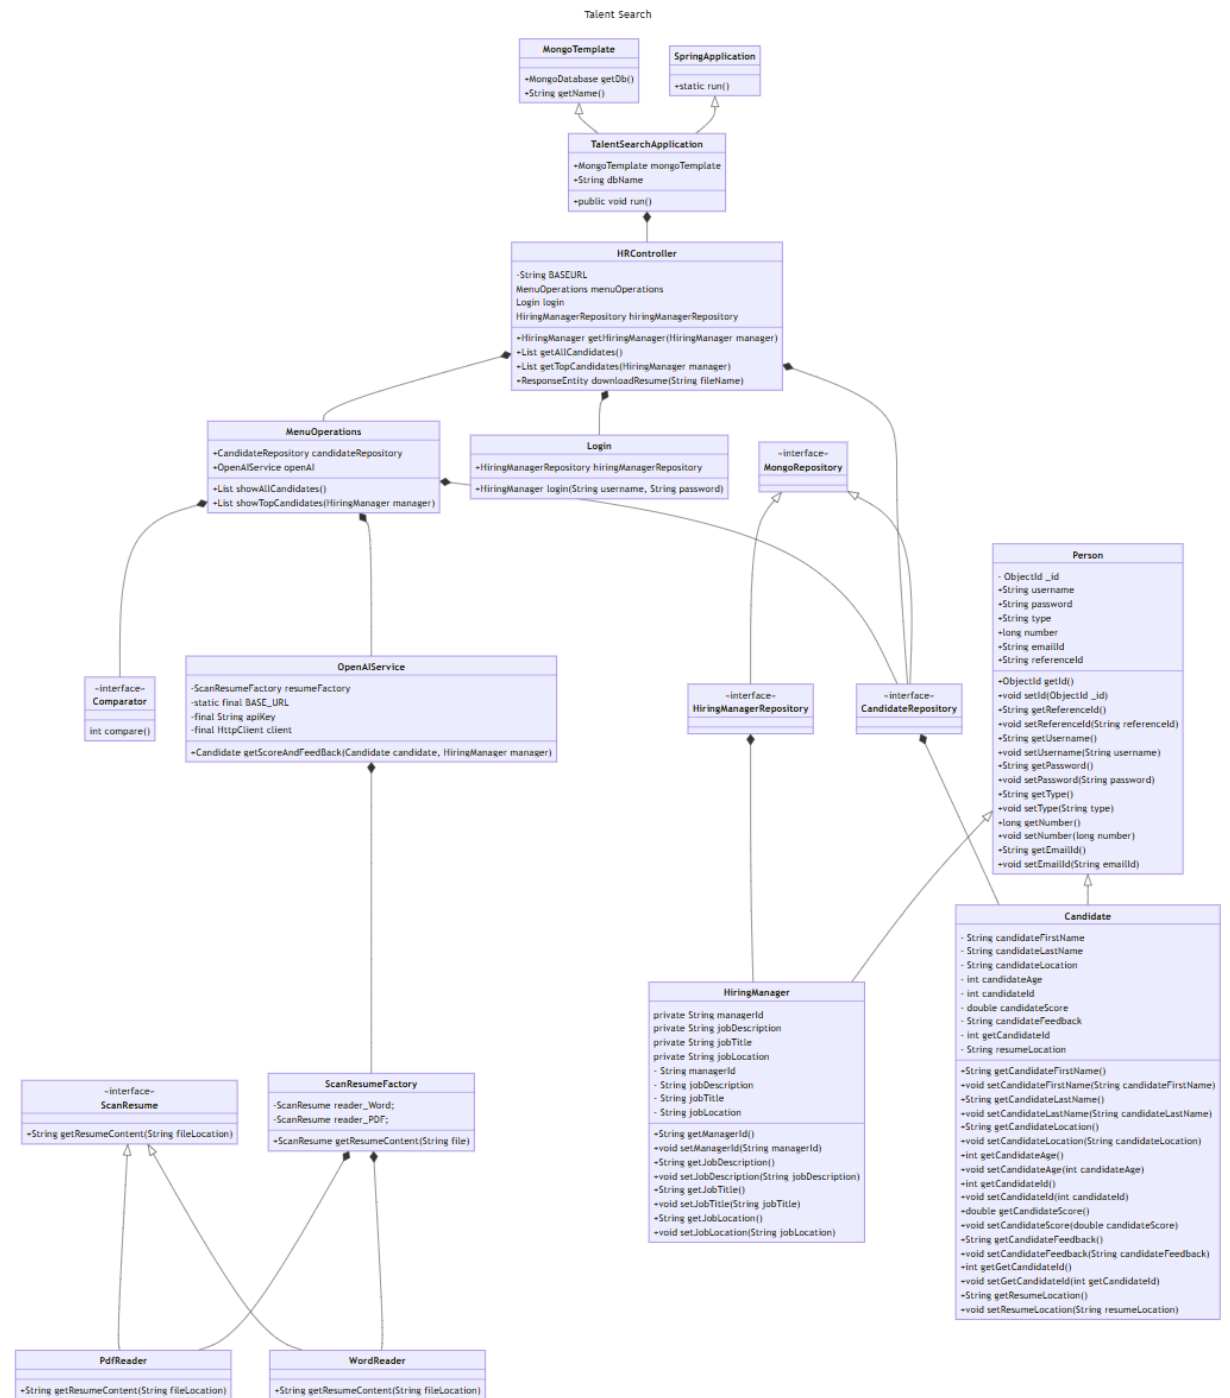 Talent Search
MongoTemplate
+MongoDatabase getDb()
+String getName()
SpringApplication
+static run()
TalentSearchApplication
+MongoTemplate mongoTemplate
+String dbName
+public void run()
HRController
-String BASEURL
MenuOperations menuOperations
Login login
HiringManagerRepository hiringManagerRepository
+HiringManager getHiringManager(HiringManager manager)
+List getAllCandidates()
+List getTopCandidates(HiringManager manager)
+ResponseEntity downloadResume(String fileName)
MenuOperations
+CandidateRepository candidateRepository
+OpenAIService openAI
+List showAllCandidates()
+List showTopCandidates(HiringManager manager)
Login
+HiringManagerRepository hiringManagerRepository
+HiringManager login(String username, String password)
«interface»
MongoRepository
Person
- ObjectId _id
+String username
+String password
+String type
+long number
+String emailId
+String referenceId
+ObjectId getId()
+void setId(ObjectId _id)
+String getReferenceId()
+void setReferenceId(String referenceId)
+String getUsername()
+void setUsername(String username)
+String getPassword()
+void setPassword(String password)
+String getType()
+void setType(String type)
+long getNumber()
+void setNumber(long number)
+String getEmailId()
+void setEmailId(String emailId)
«interface»
Comparator
int compare()
OpenAIService
-ScanResumeFactory resumeFactory
-static final BASE_URL
-final String apiKey
-final HttpClient client
+Candidate getScoreAndFeedBack(Candidate candidate, HiringManager manager)
«interface»
HiringManagerRepository
«interface»
CandidateRepository
Candidate
- String candidateFirstName
- String candidateLastName
- String candidateLocation
- int candidateAge
- int candidateId
- double candidateScore
- String candidateFeedback
- int getCandidateId
- String resumeLocation
+String getCandidateFirstName()
+void setCandidateFirstName(String candidateFirstName)
+String getCandidateLastName()
+void setCandidateLastName(String candidateLastName)
+String getCandidateLocation()
+void setCandidateLocation(String candidateLocation)
+int getCandidateAge()
+void setCandidateAge(int candidateAge)
+int getCandidateId()
+void setCandidateId(int candidateId)
+double getCandidateScore()
+void setCandidateScore(double candidateScore)
+String getCandidateFeedback()
+void setCandidateFeedback(String candidateFeedback)
+int getGetCandidateId()
+void setGetCandidateId(int getCandidateId)
+String getResumeLocation()
+void setResumeLocation(String resumeLocation)
HiringManager
private String managerId
private String jobDescription
private String jobTitle
private String jobLocation
- String managerId
- String jobDescription
- String jobTitle
- String jobLocation
+String getManagerId()
+void setManagerId(String managerId)
+String getJobDescription()
+void setJobDescription(String jobDescription)
+String getJobTitle()
+void setJobTitle(String jobTitle)
+String getJobLocation()
+void setJobLocation(String jobLocation)
«interface»
ScanResume
+String getResumeContent(String fileLocation)
ScanResumeFactory
-ScanResume reader_Word;
-ScanResume reader_PDF;
+ScanResume getResumeContent(String file)
PdfReader
+String getResumeContent(String fileLocation)
WordReader
+String getResumeContent(String fileLocation)